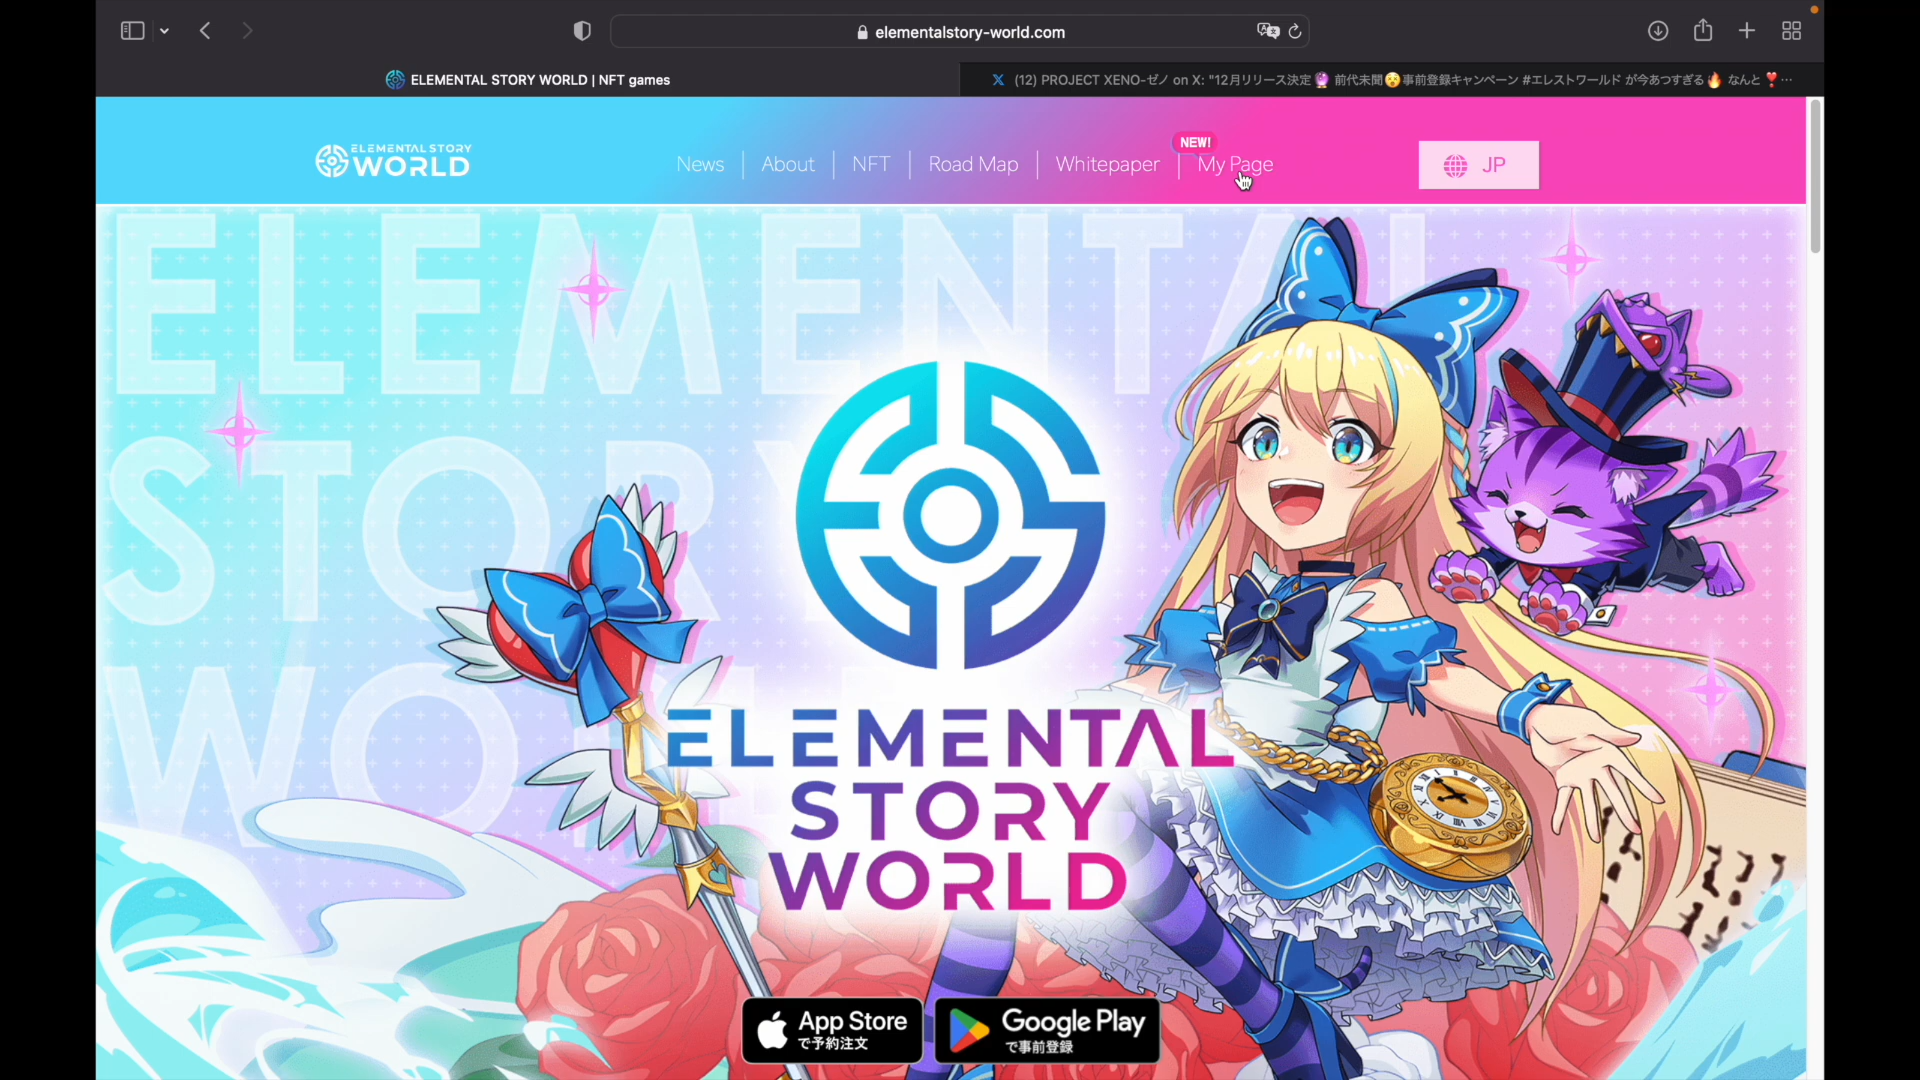 elementalstory-world.com
ELEMENTAL STORY WORLD | NFT games
(12) PROJECT XENO-ゼノ on X: "12月リリース決定🔮 前代未聞😵事前登録キャンペーン #エレストワールド が今あつすぎる🔥 なんと❣️…
ELEMENTAL STORY
WORLD
News
About
NFT
Road Map
Whitepaper
NEW!
My Page
JP
ELEMENTAL
STORY
WORLD
ELEMENTAL
STORY
WORLD
App Store
で予約注文
Google Play
で事前登録